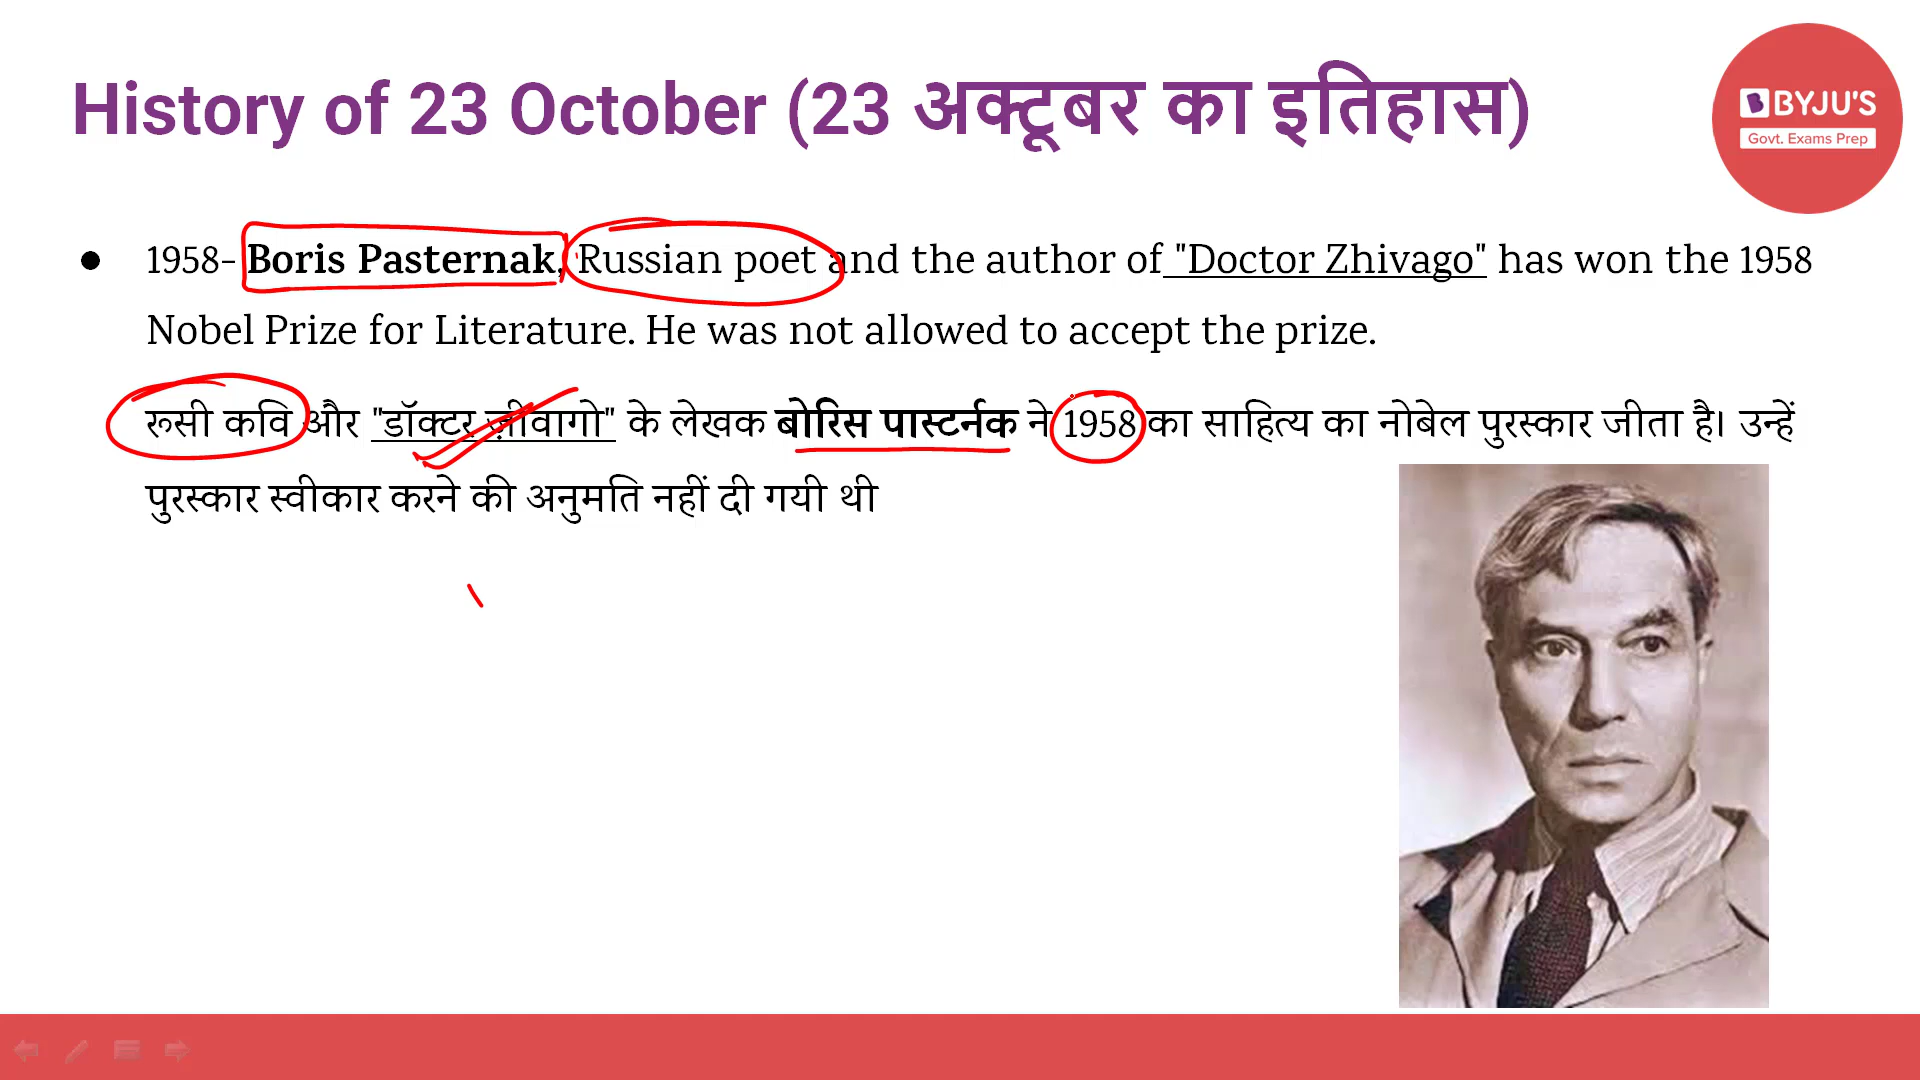 History of 23 October (23 अक्टूबर का इतिहास)
BYJU'S
Govt. Exams Prep
● 1958- Boris Pasternak, Russian poet and the author of "Doctor Zhivago" has won the 1958
Nobel Prize for Literature. He was not allowed to accept the prize.
रूसी कवि और "डॉक्टर ज़ीवागो" के लेखक बोरिस पास्टर्नक ने 1958 का साहित्य का नोबेल पुरस्कार जीता है। उन्हें
पुरस्कार स्वीकार करने की अनुमति नहीं दी गयी थी